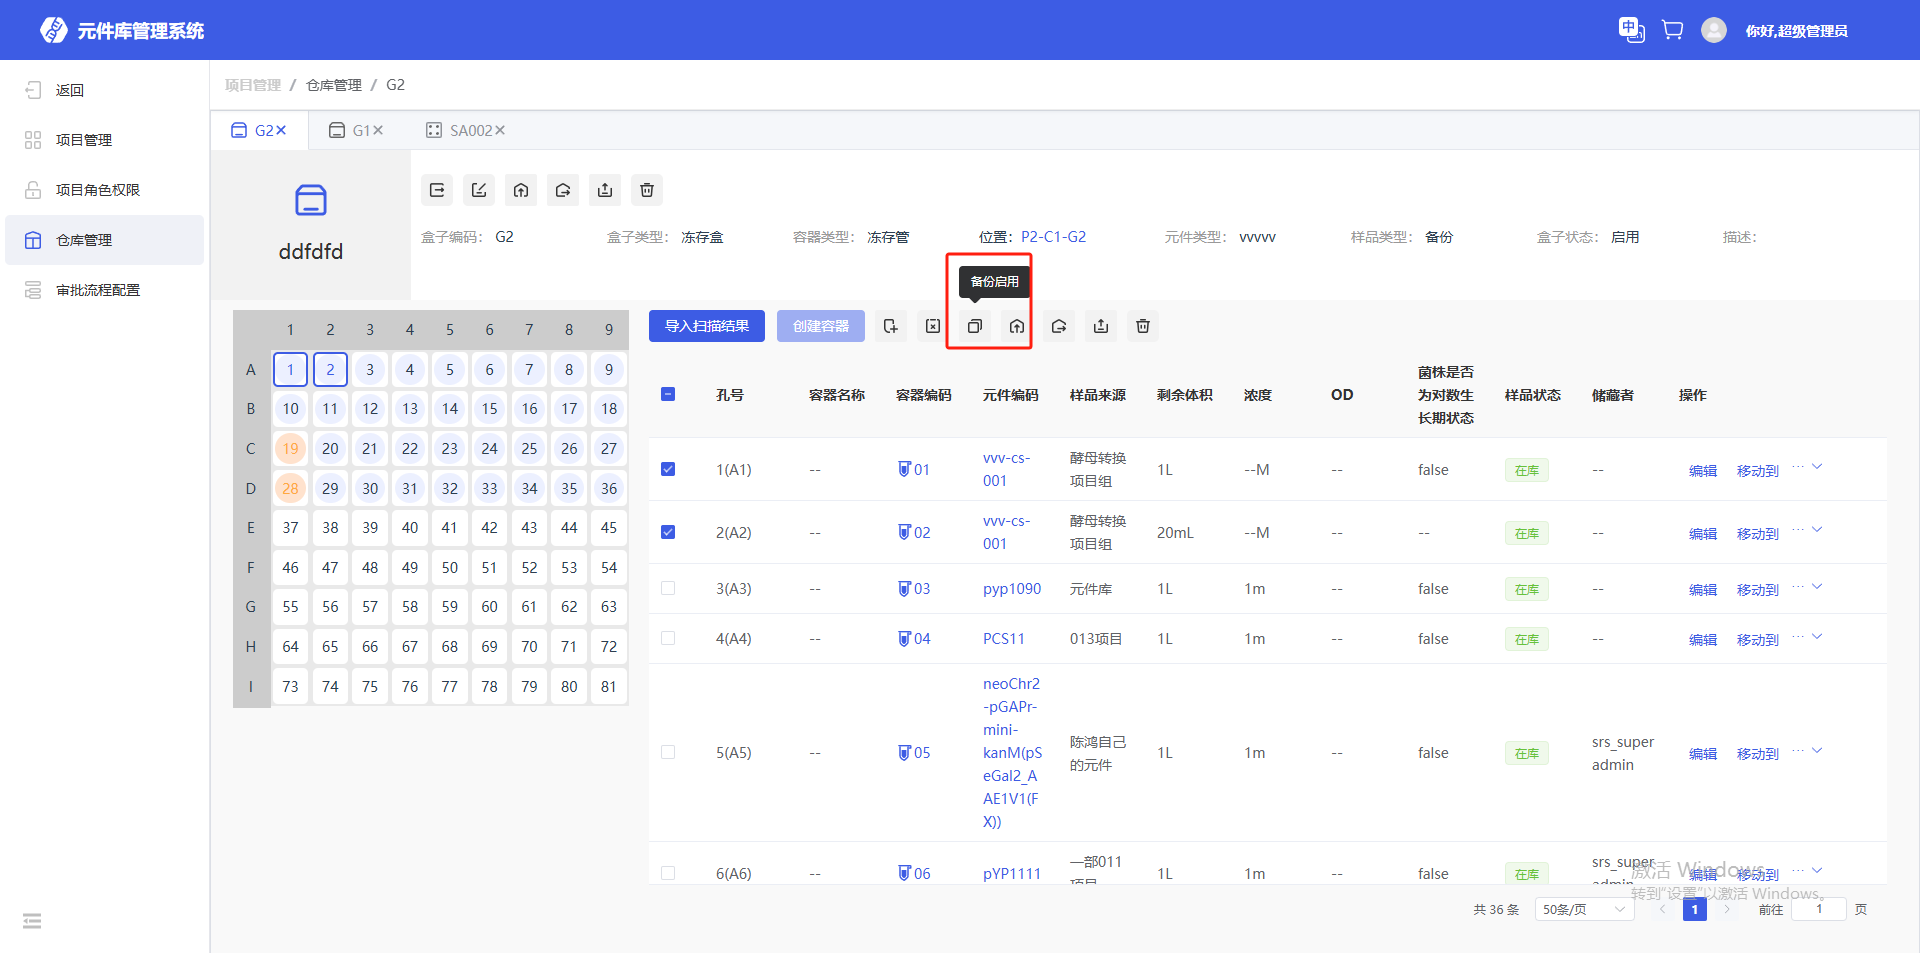 元件库管理系统
中
你好,超级管理员
返回
项目管理
项目角色权限
仓库管理
审批流程配置
项目管理 / 仓库管理 / G2
G2 G1 SA002
ddfdfd
盒子编码： G2 盒子类型： 冻存盒 容器类型： 冻存管 位置： P2-C1-G2 元件类型： vvvvv 样品类型： 备份 盒子状态： 启用 描述：
备份启用
导入扫描结果 创建容器
1 2 3 4 5 6 7 8 9
A 1 2 3 4 5 6 7 8 9
B 10 11 12 13 14 15 16 17 18
C 19 20 21 22 23 24 25 26 27
D 28 29 30 31 32 33 34 35 36
E 37 38 39 40 41 42 43 44 45
F 46 47 48 49 50 51 52 53 54
G 55 56 57 58 59 60 61 62 63
H 64 65 66 67 68 69 70 71 72
I 73 74 75 76 77 78 79 80 81
孔号 容器名称 容器编码 元件编码 样品来源 剩余体积 浓度 OD 菌株是否为对数生长期状态 样品状态 储藏者 操作
1(A1) -- 01 vvv-cs-001 酵母转换项目组 1L --M -- false 在库 -- 编辑 移动到 ...
2(A2) -- 02 vvv-cs-001 酵母转换项目组 20mL --M -- -- 在库 -- 编辑 移动到 ...
3(A3) -- 03 pyp1090 元件库 1L 1m -- false 在库 -- 编辑 移动到 ...
4(A4) -- 04 PCS11 013项目 1L 1m -- false 在库 -- 编辑 移动到 ...
5(A5) -- 05 neoChr2-pGAPr-mini-kanM(pSeGal2_AAE1V1(FX)) 陈鸿自己的元件 1L 1m -- false 在库 srs_superadmin 编辑 移动到 ...
6(A6) -- 06 pYP1111 一部011项目 1L 1m -- false 在库 srs_superadmin 编辑 移动到 ...
激活 Windows
转到"设置"以激活 Windows。
共 36 条 50条/页 1 前往 1 页